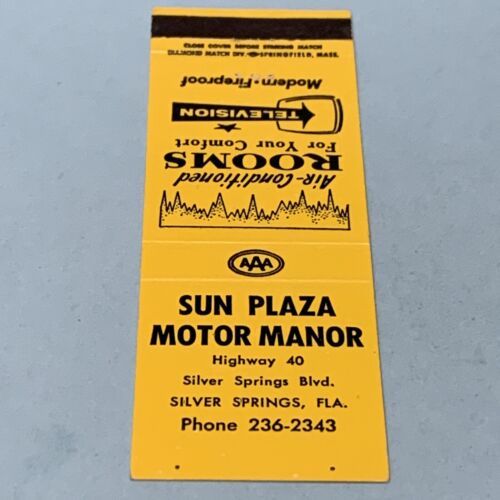 CLOSE COVER BEFORE STRIKING MATCH
MATCH DIV. SPRINGFIELD, MASS.
Modern-Fireproof
TELEVISION
For Your Comfort
ROOMS
Air-Conditioned
AAA
SUN PLAZA
MOTOR MANOR
Highway 40
Silver Springs Blvd.
SILVER SPRINGS, FLA.
Phone 236-2343